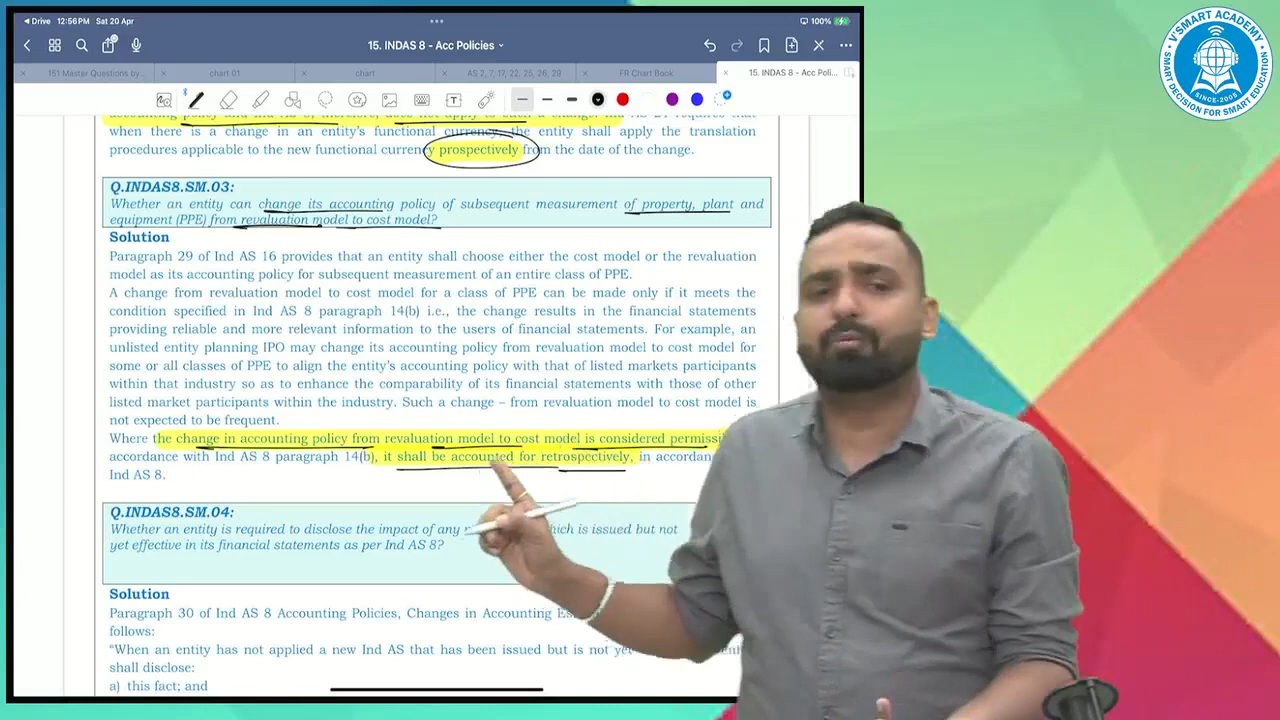 Drive 12:56 PM Sat 20 Apr
100%
15. INDAS 8 - Acc Policies
151 Master Questions by...
chart 01
chart
AS 2, 7, 17, 22, 25, 26, 29
FR Chart Book
15. INDAS 8 - Acc Poli...
when there is a change in an entity's functional currency, the entity shall apply the translation
procedures applicable to the new functional currency prospectively from the date of the change.
Q.INDAS8.SM.03:
Whether an entity can change its accounting policy of subsequent measurement of property, plant and
equipment (PPE) from revaluation model to cost model?
Solution
Paragraph 29 of Ind AS 16 provides that an entity shall choose either the cost model or the revaluation
model as its accounting policy for subsequent measurement of an entire class of PPE.
A change from revaluation model to cost model for a class of PPE can be made only if it meets the
condition specified in Ind AS 8 paragraph 14(b) i.e., the change results in the financial statements
providing reliable and more relevant information to the users of financial statements. For example, an
unlisted entity planning IPO may change its accounting policy from revaluation model to cost model for
some or all classes of PPE to align the entity's accounting policy with that of listed markets participants
within that industry so as to enhance the comparability of its financial statements with those of other
listed market participants within the industry. Such a change – from revaluation model to cost model is
not expected to be frequent.
Where the change in accounting policy from revaluation model to cost model is considered permissi
accordance with Ind AS 8 paragraph 14(b), it shall be accounted for retrospectively, in accordan
Ind AS 8.
Q.INDAS8.SM.04:
Whether an entity is required to disclose the impact of any which is issued but not
yet effective in its financial statements as per Ind AS 8?
Solution
Paragraph 30 of Ind AS 8 Accounting Policies, Changes in Accounting Es
follows:
"When an entity has not applied a new Ind AS that has been issued but is not yet
shall disclose:
a) this fact; and
V'SMART ACADEMY
SINCE-2005
SMART DECISION FOR SMART EDUCATION